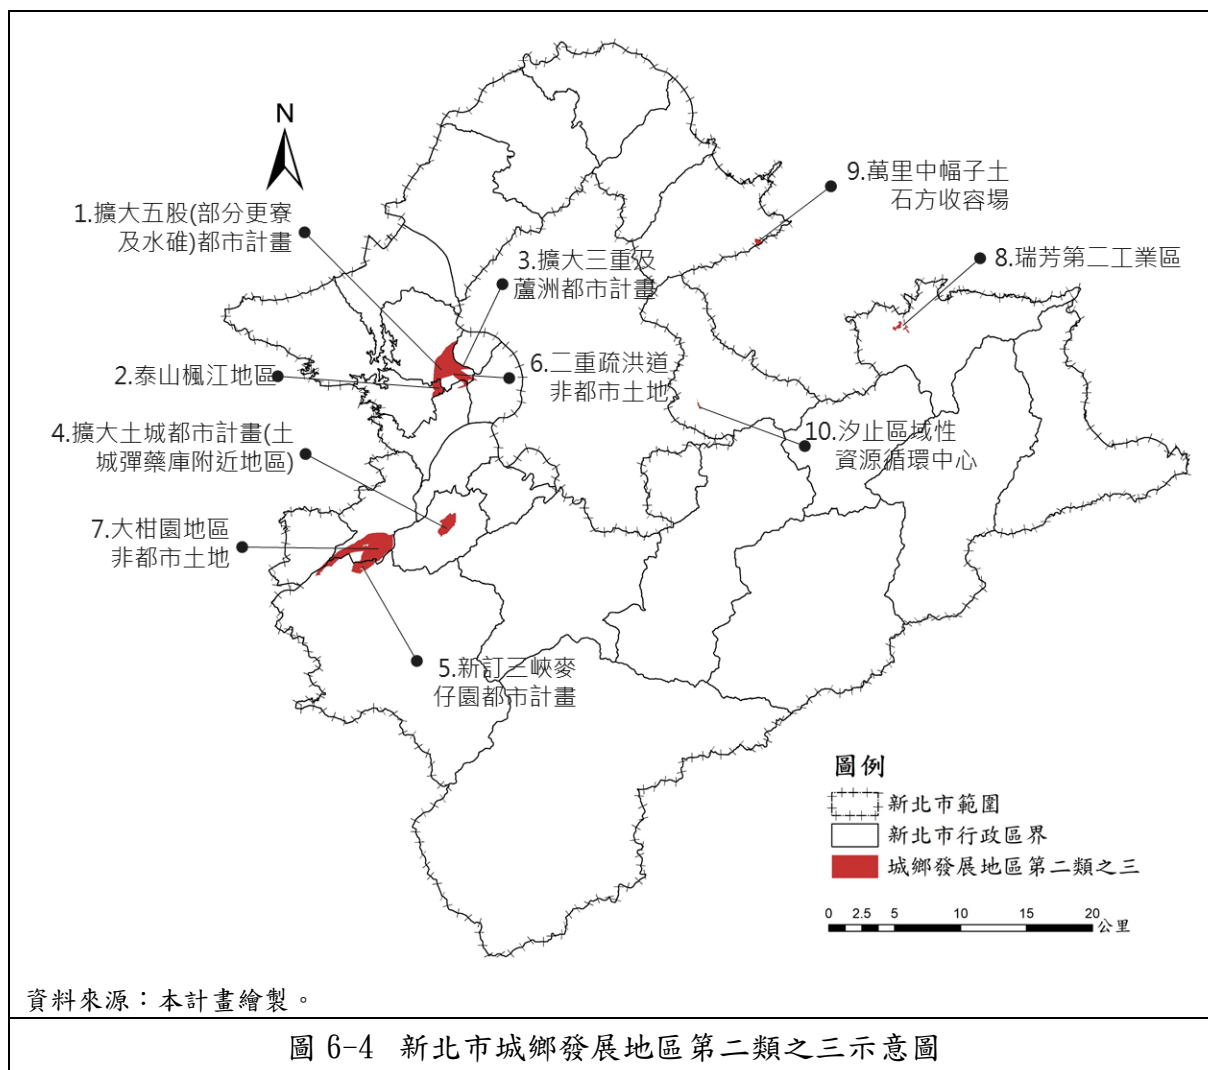 N
9.萬里中幅子土
石方收容場
1.擴大五股(部分更寮
及水碓)都市計畫
3.擴大三重及
蘆洲都市計畫
8.瑞芳第二工業區
2.泰山楓江地區
6.二重疏洪道
非都市土地
4.擴大土城都市計畫(土
城彈藥庫附近地區)
10.汐止區域性
資源循環中心
7.大柑園地區
非都市土地
5.新訂三峽麥
仔園都市計畫
圖例
新北市範圍
新北市行政區界
城鄉發展地區第二類之三
0 2.5 5 10 15 20
公里
資料來源：本計畫繪製。
圖 6-4 新北市城鄉發展地區第二類之三示意圖